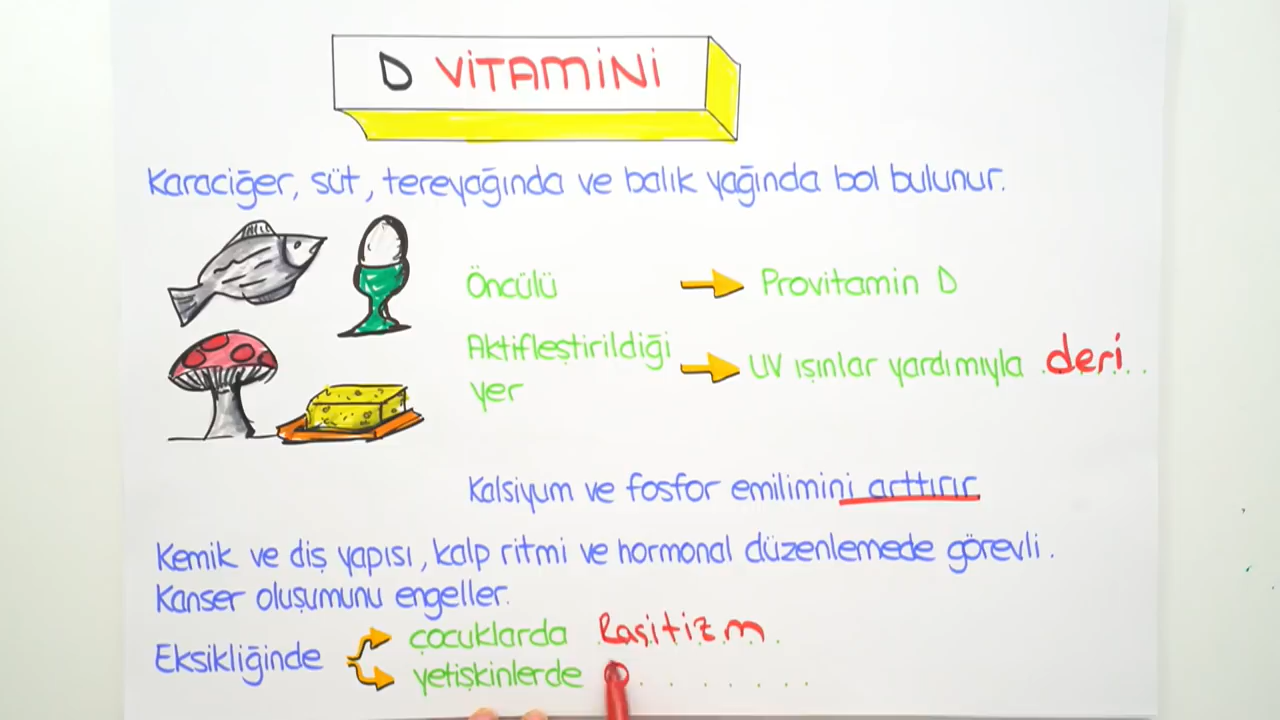 D VİTAMİNİ
Karaciğer, süt, tereyağında ve balık yağında bol bulunur.
Öncülü → Provitamin D
Aktifleştirildiği yer → UV ışınlar yardımıyla deri..
Kalsiyum ve fosfor emilimini arttırır
Kemik ve diş yapısı, kalp ritmi ve hormonal düzenlemede görevli.
Kanser oluşumunu engeller.
Eksikliğinde
çocuklarda Raşitizm.
yetişkinlerde O.......